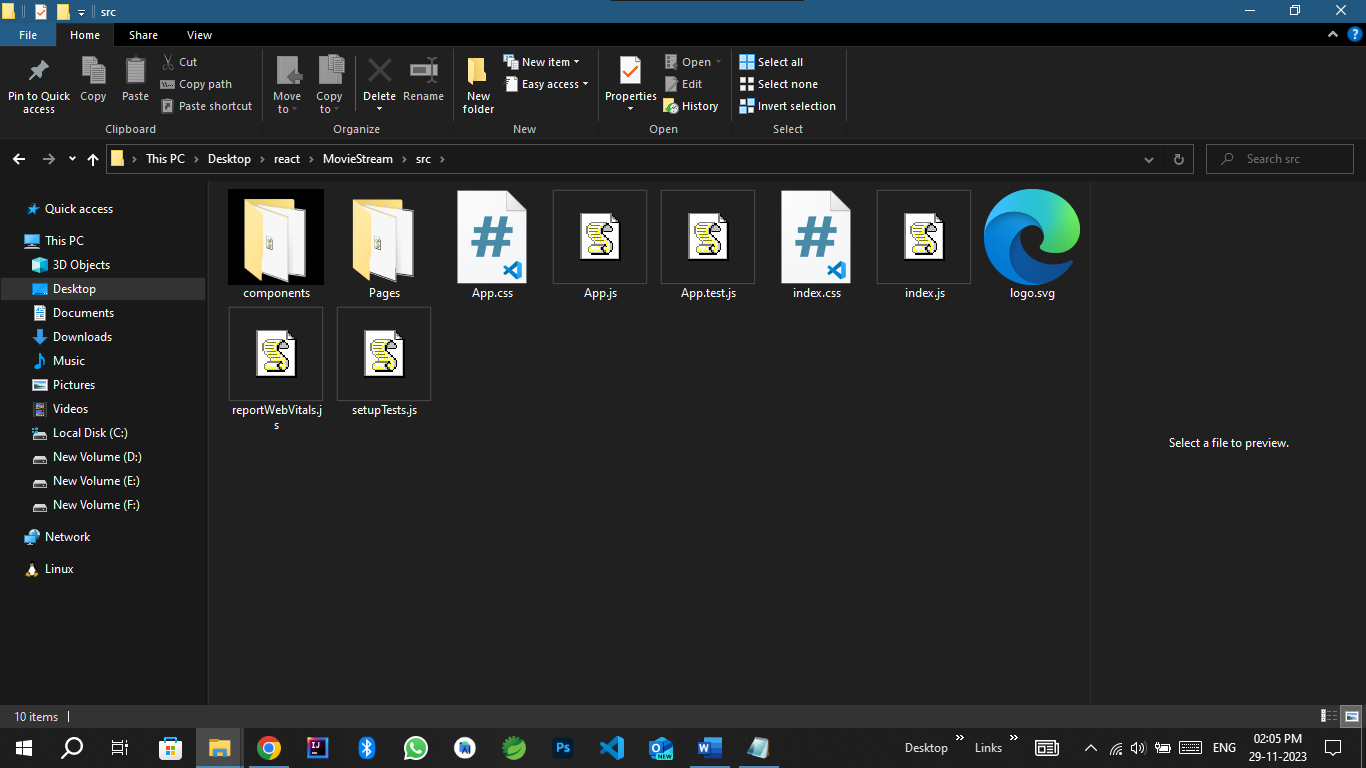 src
File
Home
Share
View
Pin to Quick
access
Copy
Paste
Cut
Copy path
Paste shortcut
Clipboard
Move
to
Copy
to
Delete
Rename
Organize
New
folder
New item
Easy access
New
Properties
Open
Edit
History
Open
Select all
Select none
Invert selection
Select
This PC > Desktop > react > MovieStream > src >
Search src
Quick access
This PC
3D Objects
Desktop
Documents
Downloads
Music
Pictures
Videos
Local Disk (C:)
New Volume (D:)
New Volume (E:)
New Volume (F:)
Network
Linux
components
Pages
App.css
App.js
App.test.js
index.css
index.js
logo.svg
reportWebVitals.j
s
setupTests.js
Select a file to preview.
10 items
Desktop
Links
ENG
02:05 PM
29-11-2023